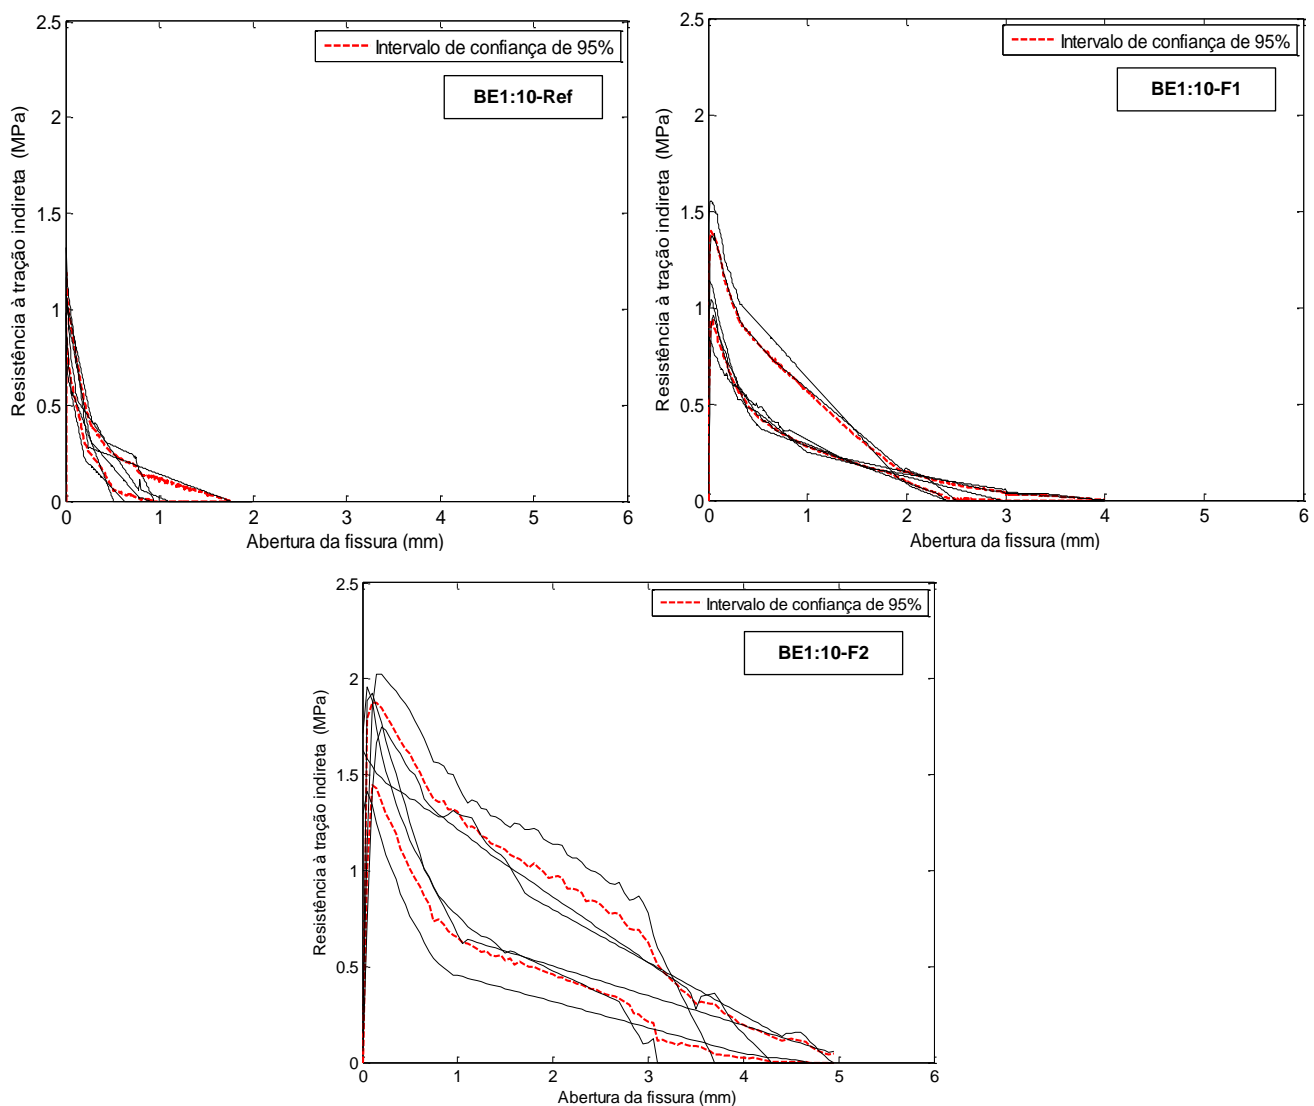 2.5
2
1.5
1
0.5
0
0 1 2 3 4 5 6
Resistência à tração indireta (MPa)
Abertura da fissura (mm)
Intervalo de confiança de 95%
BE1:10-Ref
2.5
2
1.5
1
0.5
0
0 1 2 3 4 5 6
Resistência à tração indireta (MPa)
Abertura da fissura (mm)
Intervalo de confiança de 95%
BE1:10-F1
2.5
2
1.5
1
0.5
0
0 1 2 3 4 5 6
Resistência à tração indireta (MPa)
Abertura da fissura (mm)
Intervalo de confiança de 95%
BE1:10-F2